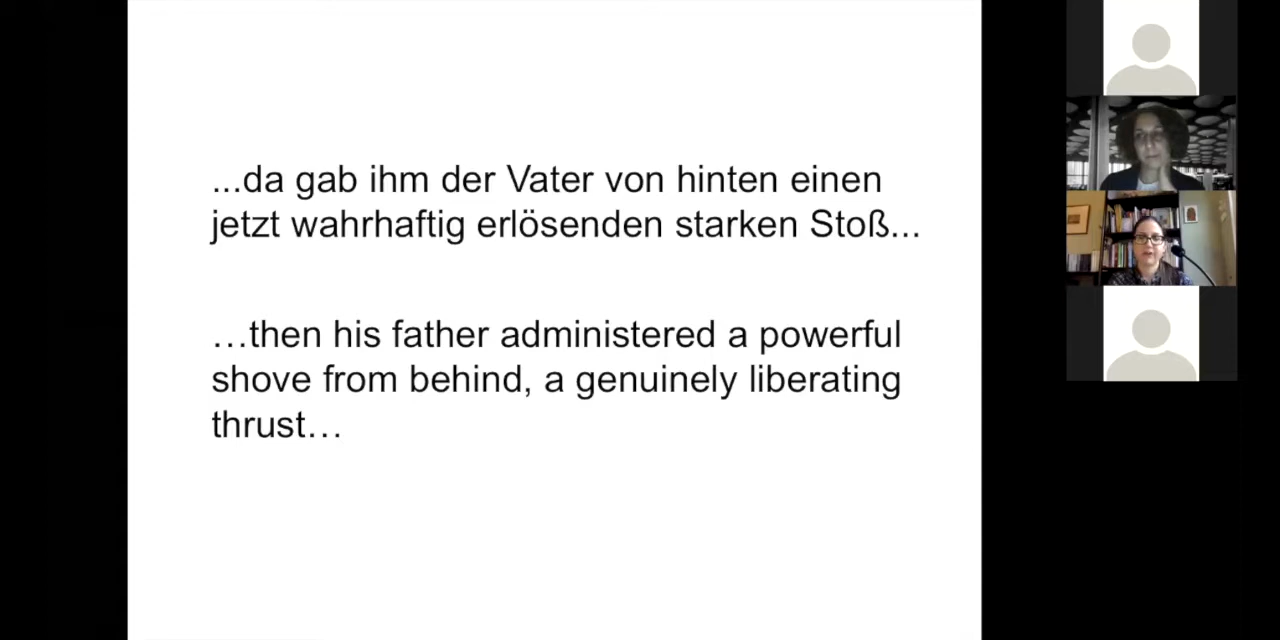 ...da gab ihm der Vater von hinten einen
jetzt wahrhaftig erlösenden starken Stoß...
…then his father administered a powerful
shove from behind, a genuinely liberating
thrust…